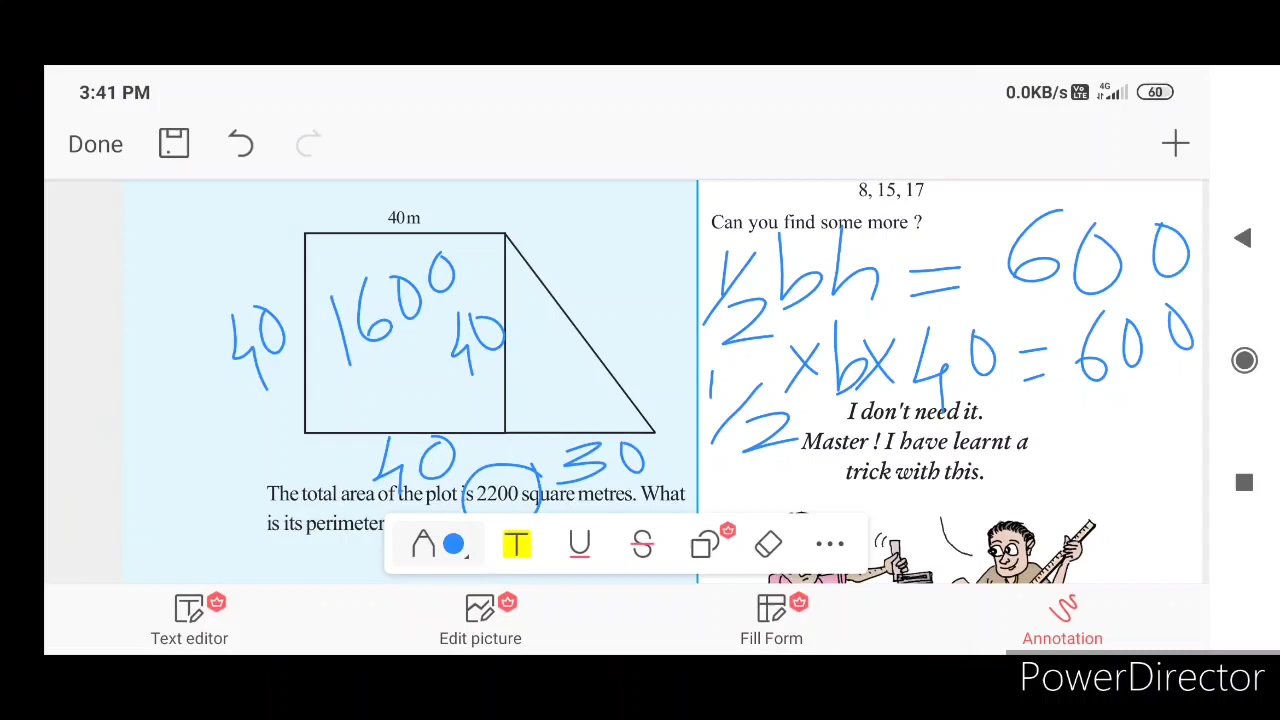 3:41 PM
0.0KB/s Vo LTE 4G 60
Done
40m
40
1600
40
40
30
The total area of the plot is 2200 square metres. What
is its perimeter
8, 15, 17
Can you find some more ?
1/2 bh = 600
1/2 × b × 40 = 600
I don't need it.
Master ! I have learnt a
trick with this.
T
U
S
Text editor
Edit picture
Fill Form
Annotation
PowerDirector